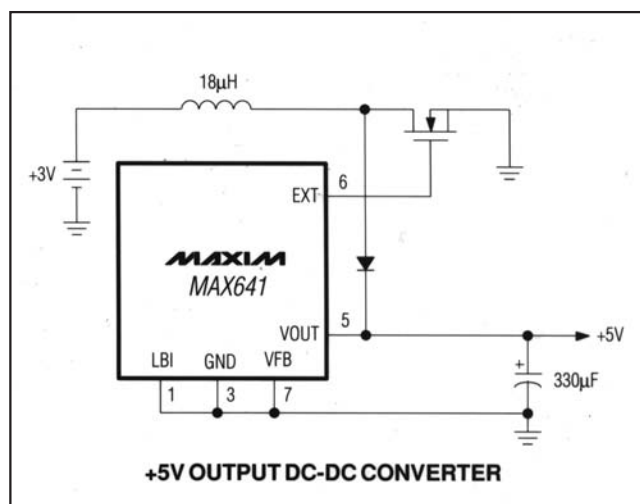 18μH
+3V
6
EXT
MAXIM
MAX641
VOUT
5
+5V
LBI
GND
VFB
1
3
7
+
330μF
+5V OUTPUT DC-DC CONVERTER